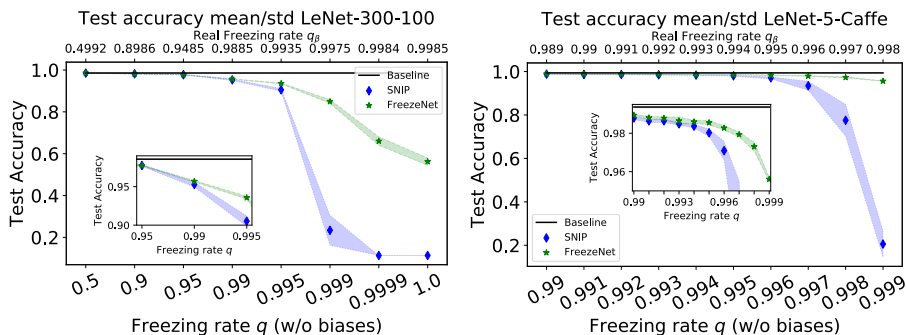 Test accuracy mean/std LeNet-300-100
Real Freezing rate qβ
0.4992 0.8986 0.9485 0.9885 0.9935 0.9975 0.9984 0.9985
1.0
0.8
0.6
0.4
0.2
Test Accuracy
Baseline
SNIP
FreezeNet
Test Accuracy
0.95
0.90
0.95 0.99 0.995
Freezing rate q
0.5 0.9 0.95 0.99 0.995 0.999 0.9999 1.0
Freezing rate q (w/o biases)
Test accuracy mean/std LeNet-5-Caffe
Real Freezing rate qβ
0.989 0.99 0.991 0.992 0.993 0.994 0.995 0.996 0.997 0.998
1.0
0.8
0.6
0.4
0.2
Test Accuracy
Test Accuracy
0.98
0.96
0.99 0.993 0.996 0.999
Freezing rate q
Baseline
SNIP
FreezeNet
0.99 0.991 0.992 0.993 0.994 0.995 0.996 0.997 0.998 0.999
Freezing rate q (w/o biases)